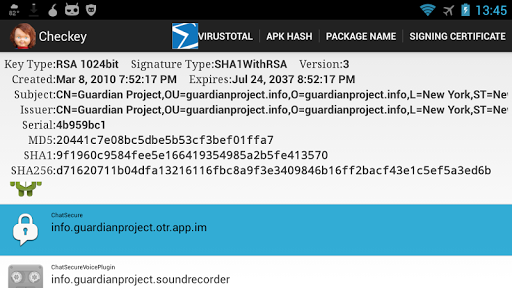 13:45
Checkey VIRUSTOTAL APK HASH PACKAGE NAME SIGNING CERTIFICATE
Key Type:RSA 1024bit Signature Type:SHA1WithRSA Version:3
Created:Mar 8, 2010 7:52:17 PM Expires:Jul 24, 2037 8:52:17 PM
Subject:CN=Guardian Project,OU=guardianproject.info,O=guardianproject.info,L=New York,ST=Nev
Issuer:CN=Guardian Project,OU=guardianproject.info,O=guardianproject.info,L=New York,ST=Nev
Serial:4b959bc1
MD5:20441c7e08bc5dbe5b53cf3bef01ffa7
SHA1:9f1960c9584fee5e166419354985a2b5fe413570
SHA256:d71620711b04dfa13216116fbc8a9f3e3409846b16ff2bacf43e1c5ef5a3ed6b
ChatSecure
info.guardianproject.otr.app.im
ChatSecureVoicePlugin
info.guardianproject.soundrecorder